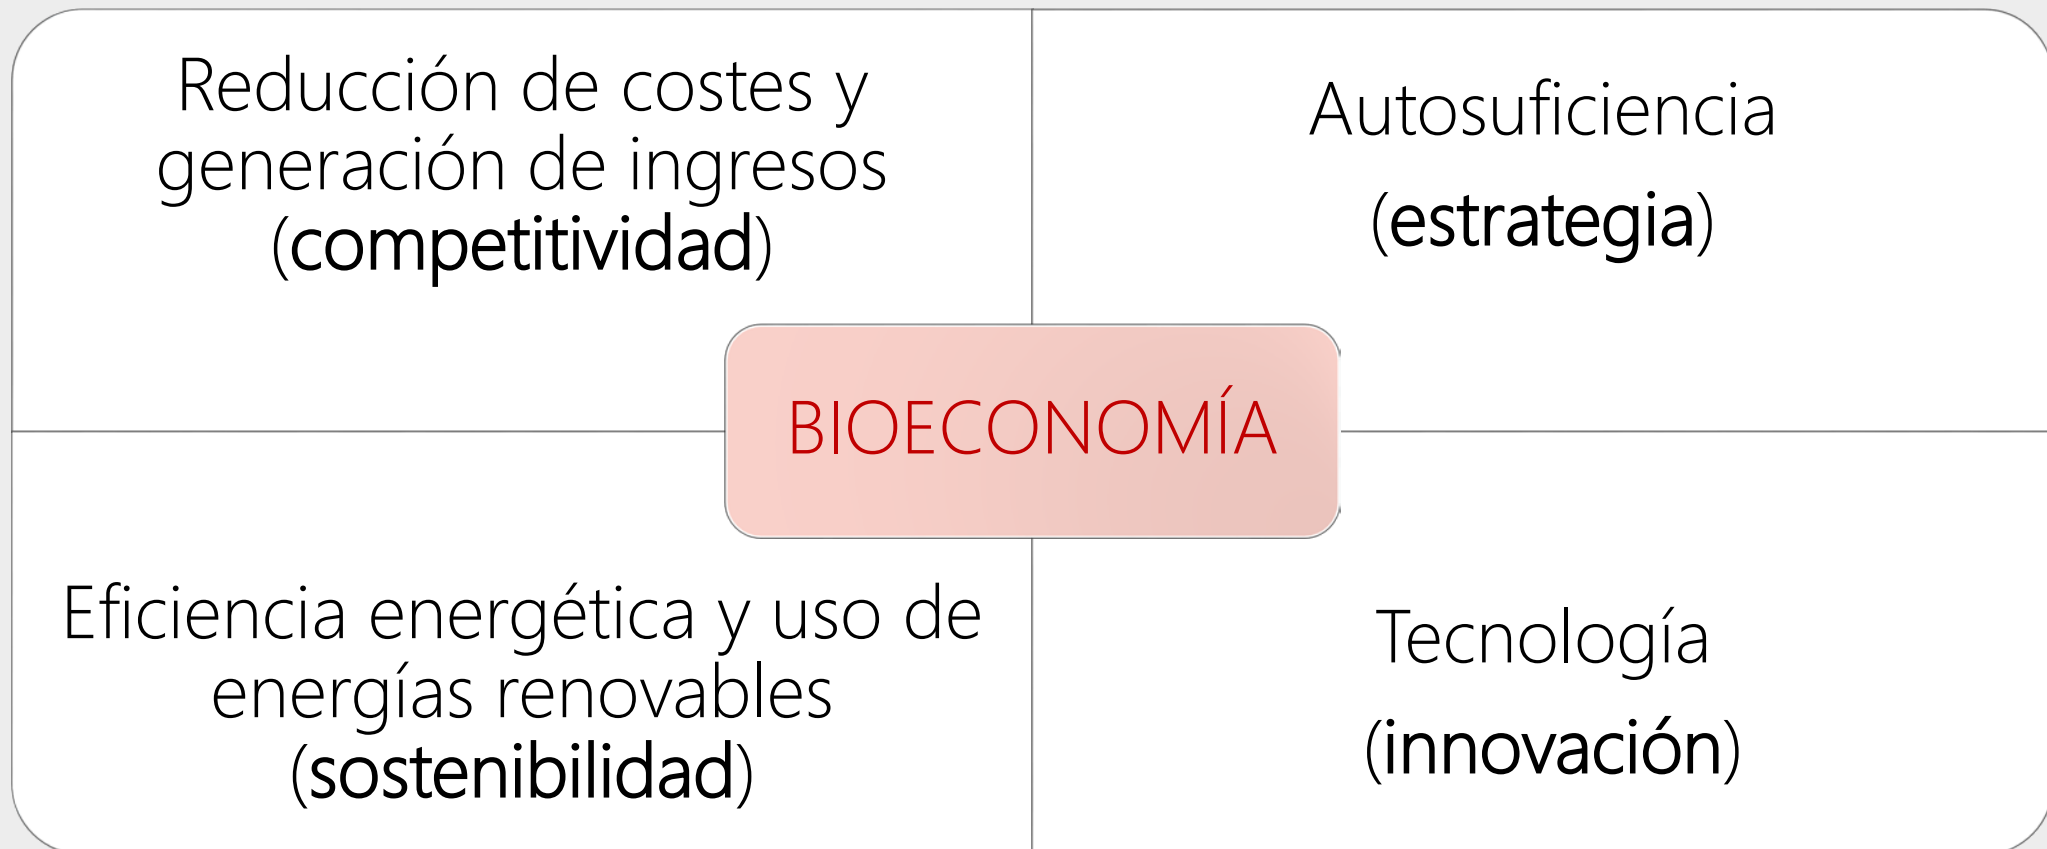 Reducción de costes y
generación de ingresos
(competitividad)
Autosuficiencia
(estrategia)
BIOECONOMÍA
Eficiencia energética y uso de
energías renovables
(sostenibilidad)
Tecnología
(innovación)